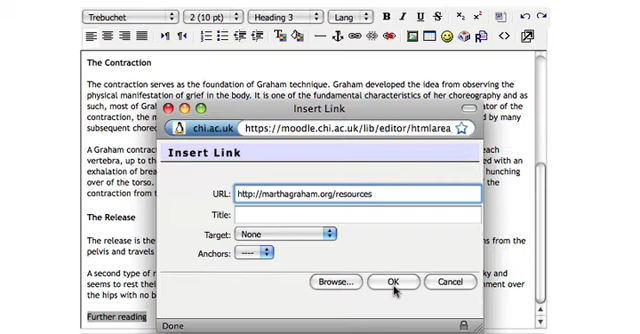 Trebuchet 2 (10 pt) Heading 3 Lang B I U S x₂ x²
The Contraction
The contraction serves as the foundation of Graham technique. Graham developed the idea from observing the
physical manifestation of grief in the body. It is one of the fundamental characteristics of her choreography and as
such, most of Grah
ator of the
contraction, the m
d by many
subsequent choreo
Insert Link
chi.ac.uk https://moodle.chi.ac.uk/lib/editor/htmlarea
Insert Link
A Graham contrac
each
vertebra, up to th
ed with an
exhalation of brea
hunching
over of the torso.
the
contraction from t
URL: http://marthagraham.org/resources
Title:
Target: None
Anchors: ----
The Release
The release is the
ns from the
pelvis and travels
Browse... OK Cancel
A second type of r
ky and
seems to rest thei
ment over
the hips with no b
Further reading
Done